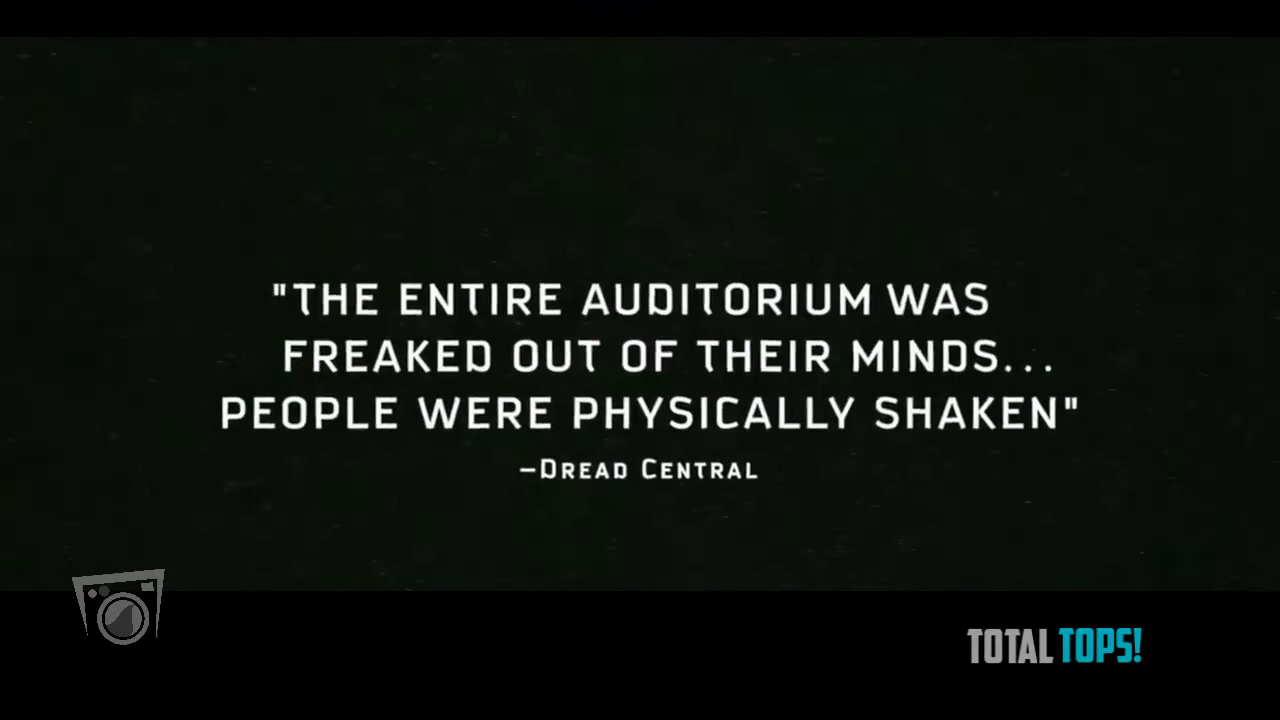 "THE ENTIRE AUDITORIUM WAS
FREAKED OUT OF THEIR MINDS...
PEOPLE WERE PHYSICALLY SHAKEN"
–DREAD CENTRAL
TOTAL TOPS!